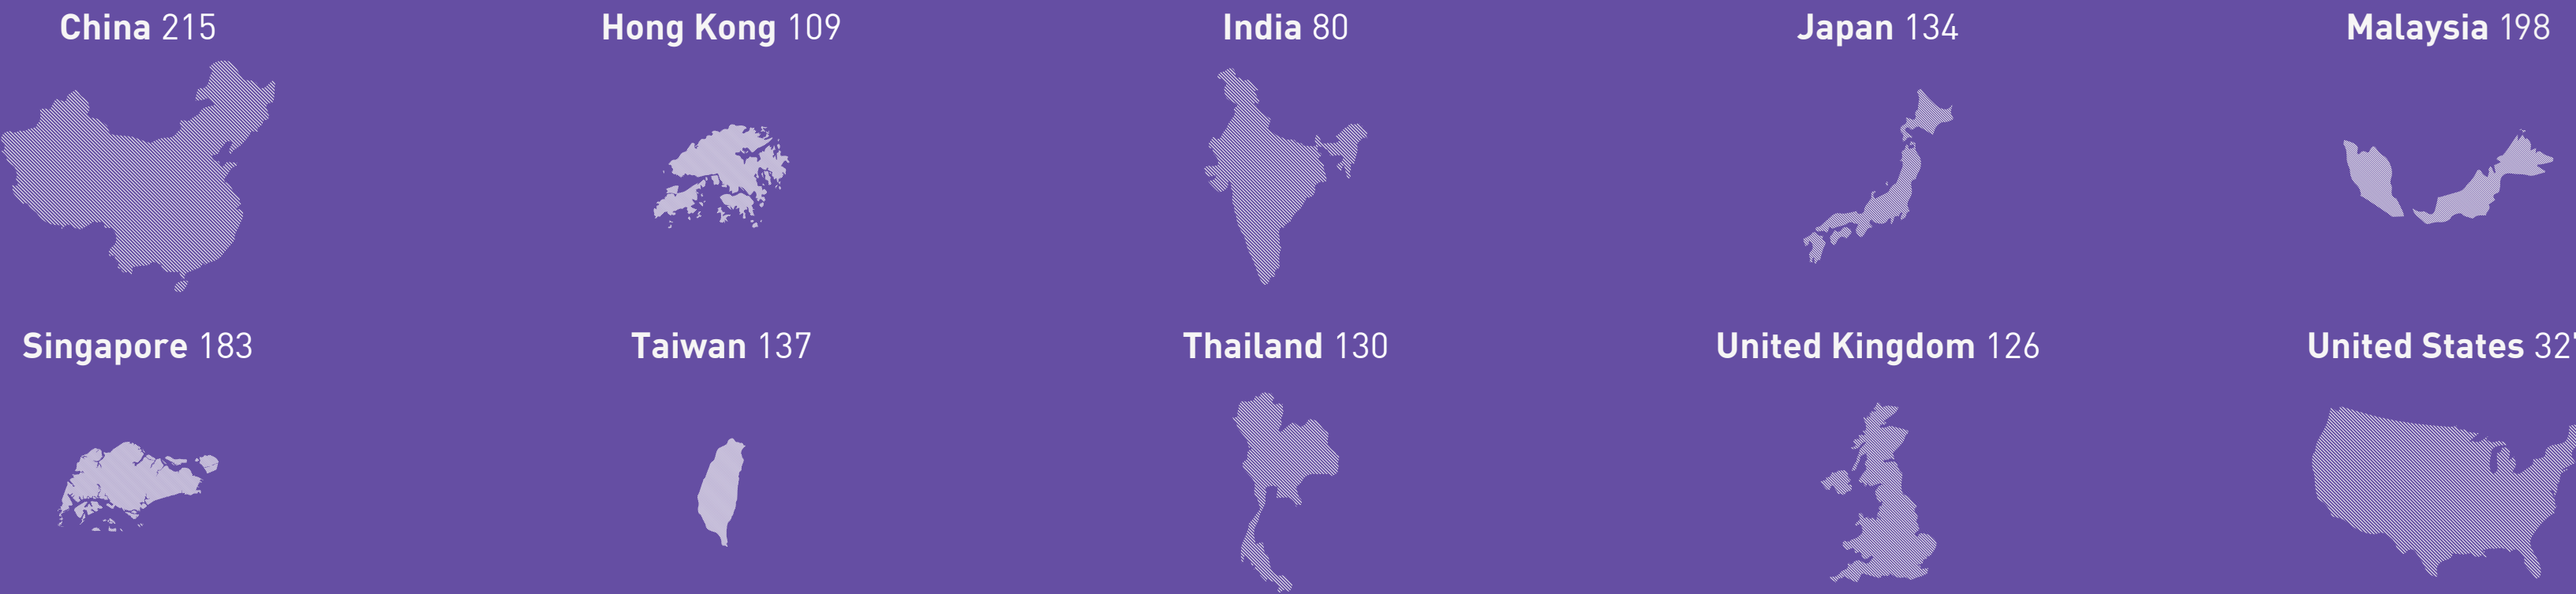 China 215
Hong Kong 109
India 80
Japan 134
Malaysia 198
Singapore 183
Taiwan 137
Thailand 130
United Kingdom 126
United States